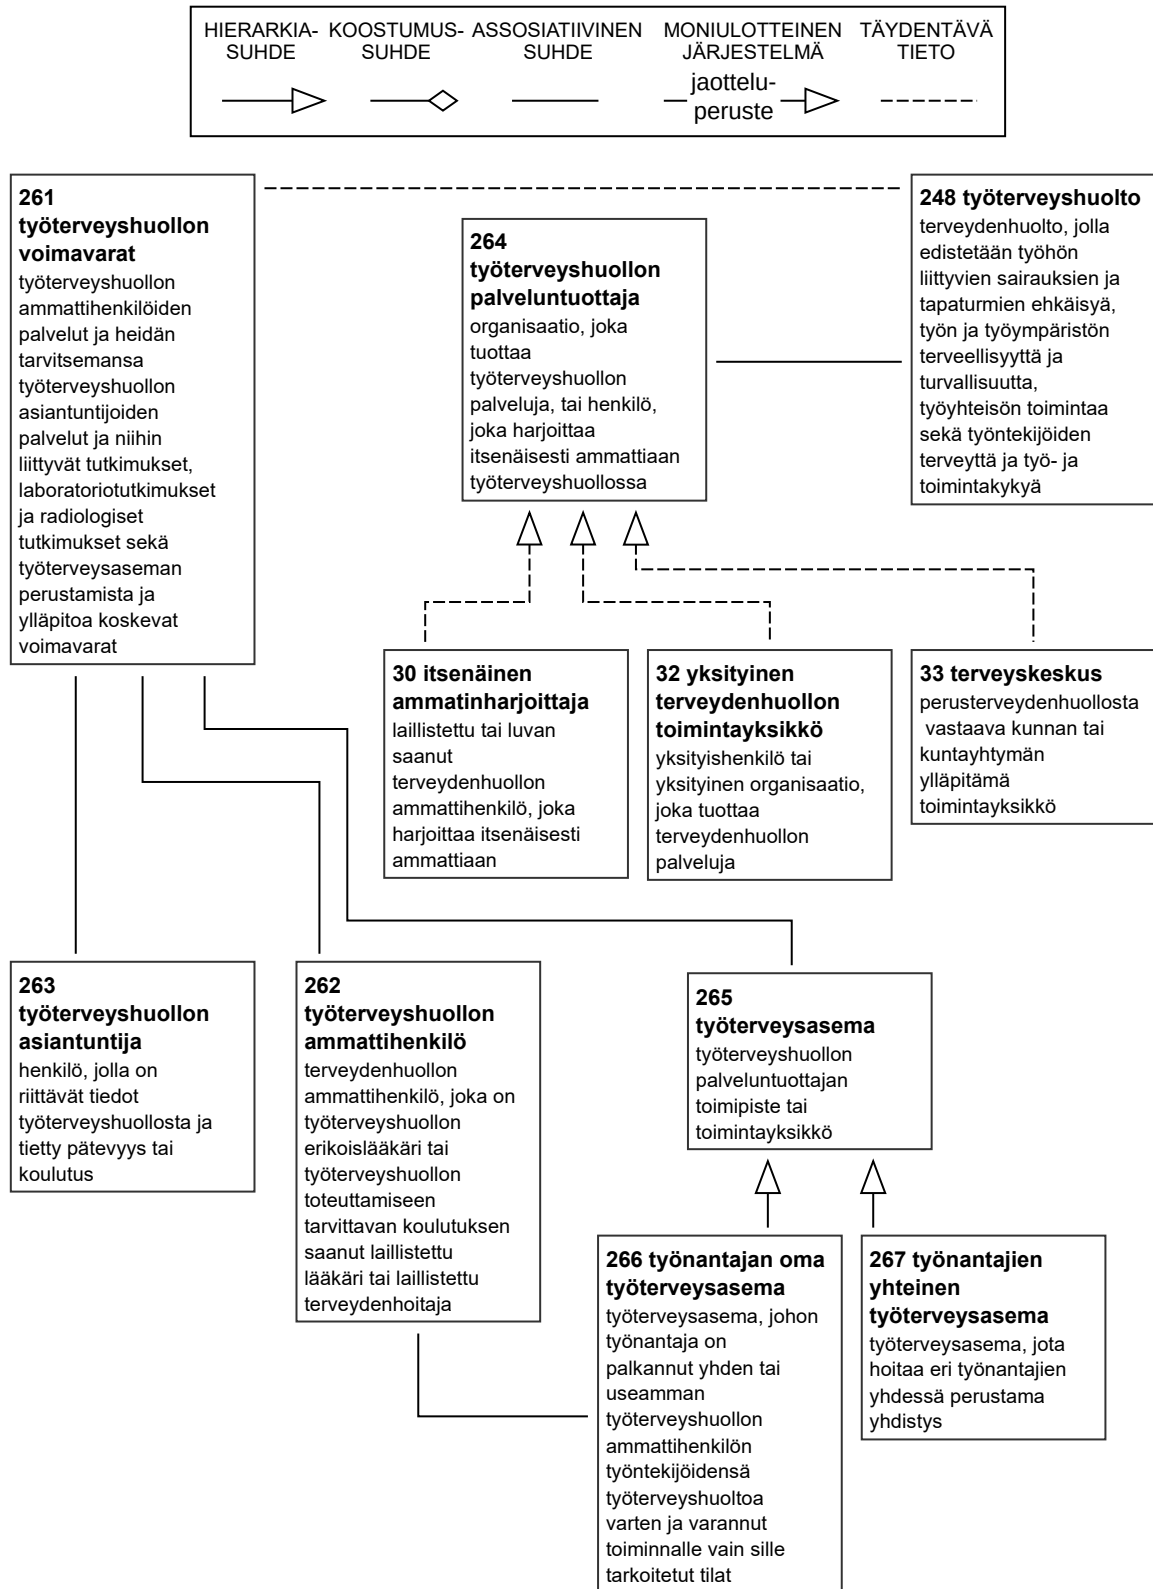 HIERARKIA-
SUHDE
KOOSTUMUS-
SUHDE
ASSOSIATIIVINEN
SUHDE
MONIULOTTEINEN
JÄRJESTELMÄ
jaottelu-
peruste
TÄYDENTÄVÄ
TIETO
261
työterveyshuollon
voimavarat
työterveyshuollon
ammattihenkilöiden
palvelut ja heidän
tarvitsemansa
työterveyshuollon
asiantuntijoiden
palvelut ja niihin
liittyvät tutkimukset,
laboratoriotutkimukset
ja radiologiset
tutkimukset sekä
työterveysaseman
perustamista ja
ylläpitoa koskevat
voimavarat
264
työterveyshuollon
palveluntuottaja
organisaatio, joka
tuottaa
työterveyshuollon
palveluja, tai henkilö,
joka harjoittaa
itsenäisesti ammattiaan
työterveyshuollossa
248 työterveyshuolto
terveydenhuolto, jolla
edistetään työhön
liittyvien sairauksien ja
tapaturmien ehkäisyä,
työn ja työympäristön
terveellisyyttä ja
turvallisuutta,
työyhteisön toimintaa
sekä työntekijöiden
terveyttä ja työ- ja
toimintakykyä
30 itsenäinen
ammatinharjoittaja
laillistettu tai luvan
saanut
terveydenhuollon
ammattihenkilö, joka
harjoittaa itsenäisesti
ammattiaan
32 yksityinen
terveydenhuollon
toimintayksikkö
yksityishenkilö tai
yksityinen organisaatio,
joka tuottaa
terveydenhuollon
palveluja
33 terveyskeskus
perusterveydenhuollosta
vastaava kunnan tai
kuntayhtymän
ylläpitämä
toimintayksikkö
263
työterveyshuollon
asiantuntija
henkilö, jolla on
riittävät tiedot
työterveyshuollosta ja
tietty pätevyys tai
koulutus
262
työterveyshuollon
ammattihenkilö
terveydenhuollon
ammattihenkilö, joka on
työterveyshuollon
erikoislääkäri tai
työterveyshuollon
toteuttamiseen
tarvittavan koulutuksen
saanut laillistettu
lääkäri tai laillistettu
terveydenhoitaja
265
työterveysasema
työterveyshuollon
palveluntuottajan
toimipiste tai
toimintayksikkö
266 työnantajan oma
työterveysasema
työterveysasema, johon
työnantaja on
palkannut yhden tai
useamman
työterveyshuollon
ammattihenkilön
työntekijöidensä
työterveyshuoltoa
varten ja varannut
toiminnalle vain sille
tarkoitetut tilat
267 työnantajien
yhteinen
työterveysasema
työterveysasema, jota
hoitaa eri työnantajien
yhdessä perustama
yhdistys